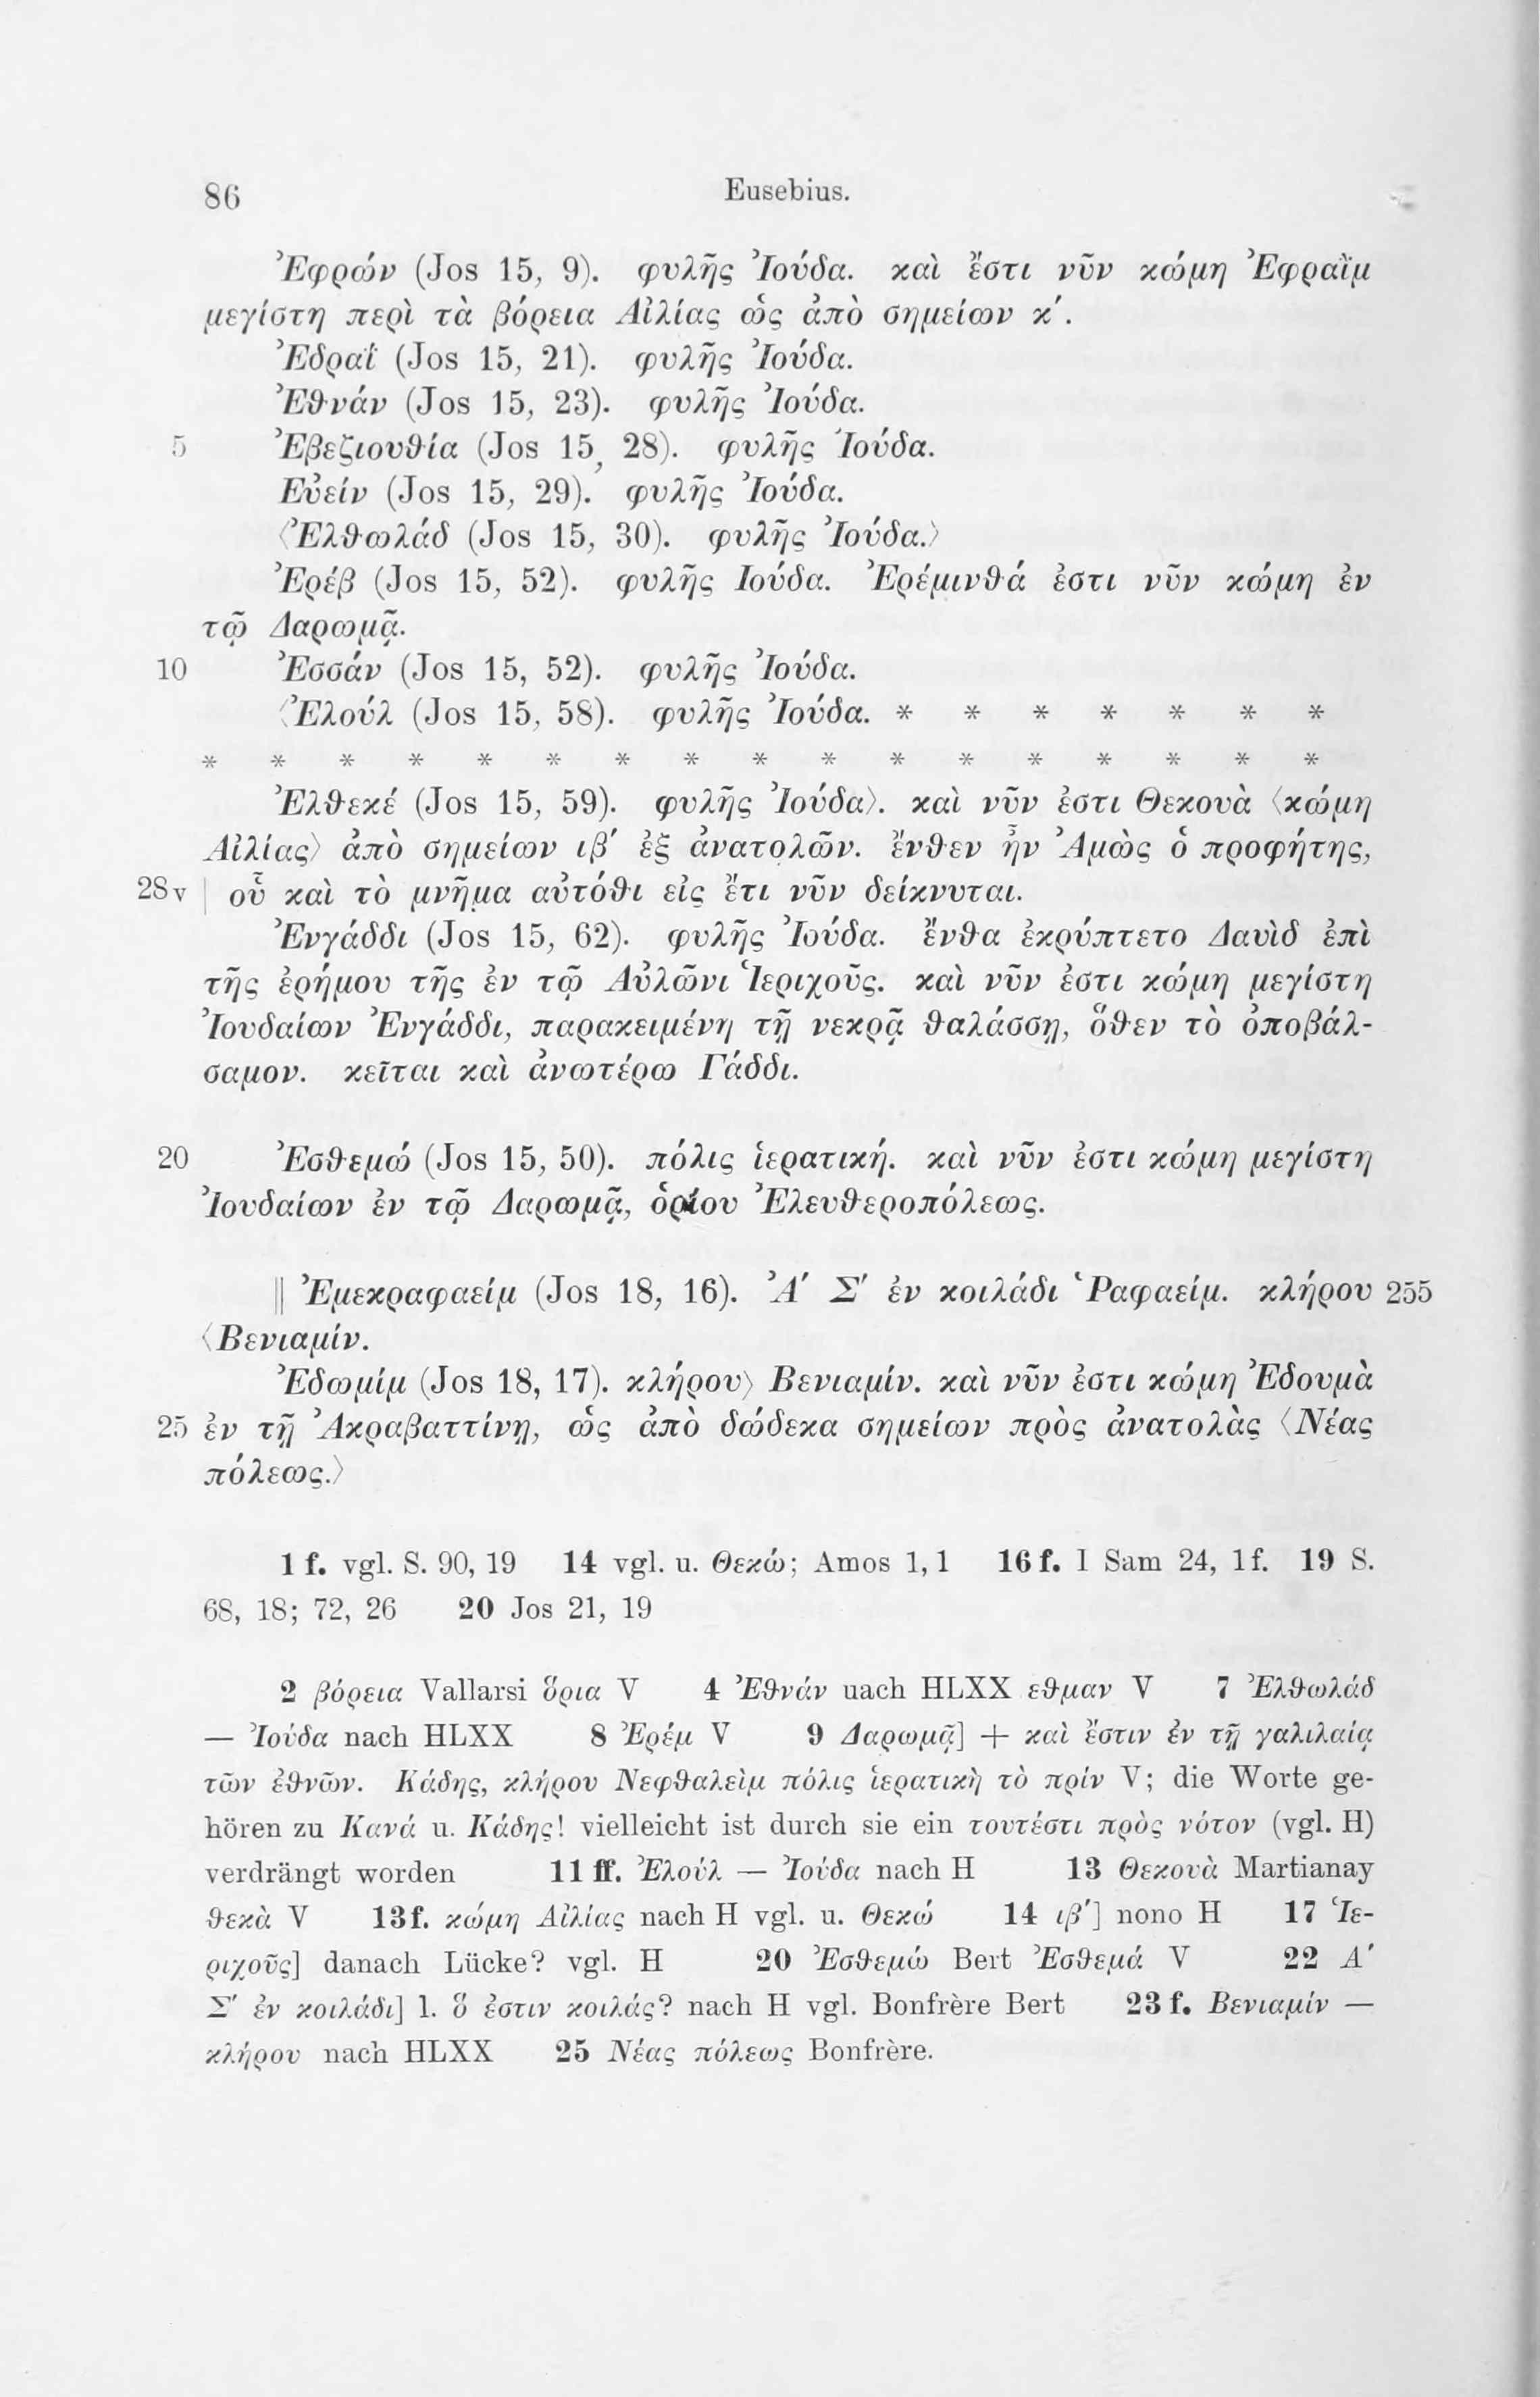 86 Eusebius.
Ἐφρών (Jos 15, 9). φυλῆς Ἰούδα. καὶ ἔστι νῦν κώμη Ἐφραῒμ
μεγίστη περὶ τὰ βόρεια Αἰλίας ὡς ἀπὸ σημείων κ΄.
Ἐδραΐ (Jos 15, 21). φυλῆς Ἰούδα.
Ἐθνάν (Jos 15, 23). φυλῆς Ἰούδα.
5 Ἐβεζιουθία (Jos 15, 28). φυλῆς Ἰούδα.
Εὐείν (Jos 15, 29). φυλῆς Ἰούδα.
〈Ἐλθωλάδ (Jos 15, 30). φυλῆς Ἰούδα.〉
Ἐρέβ (Jos 15, 52). φυλῆς Ἰούδα. Ἐρέμινθά ἐστι νῦν κώμη ἐν
τῷ Δαρωμᾷ.
10 Ἐσσάν (Jos 15, 52). φυλῆς Ἰούδα.
〈Ἐλούλ (Jos 15, 58). φυλῆς Ἰούδα. * * * * * * *
* * * * * * * * * * * * * * * * *
Ἐλθεκέ (Jos 15, 59). φυλῆς Ἰούδα〉. καὶ νῦν ἐστι Θεκουὰ 〈κώμη
Αἰλίας〉 ἀπὸ σημείων ιβ΄ ἐξ ἀνατολῶν. ἔνθεν ἦν Ἀμὼς ὁ προφήτης,
28v | οὗ καὶ τὸ μνῆμα αὐτόθι εἰς ἔτι νῦν δείκνυται.
Ἐνγάδδι (Jos 15, 62). φυλῆς Ἰούδα. ἔνθα ἐκρύπτετο Δαυὶδ ἐπὶ
τῆς ἐρήμου τῆς ἐν τῷ Αὐλῶνι Ἱεριχοῦς. καὶ νῦν ἐστι κώμη μεγίστη
Ἰουδαίων Ἐνγάδδι, παρακειμένη τῇ νεκρᾷ θαλάσσῃ, ὅθεν τὸ ὀποβάλ-
σαμον. κεῖται καὶ ἀνωτέρω Γάδδι.
20 Ἐσθεμώ (Jos 15, 50). πόλις ἱερατική. καὶ νῦν ἐστι κώμη μεγίστη
Ἰουδαίων ἐν τῷ Δαρωμᾷ, ὁρίου Ἐλευθεροπόλεως.
‖ Ἐμεκραφαείμ (Jos 18, 16). Ἀ΄ Σ΄ ἐν κοιλάδι Ῥαφαείμ. κλήρου 255
〈Βενιαμίν.
Ἐδωμίμ (Jos 18, 17). κλήρου〉 Βενιαμίν. καὶ νῦν ἐστι κώμη Ἐδουμὰ
25 ἐν τῇ Ἀκραβαττίνῃ, ὡς ἀπὸ δώδεκα σημείων πρὸς ἀνατολὰς 〈Νέας
πόλεως.〉
1 f. vgl. S. 90, 19 14 vgl. u. Θεκώ; Amos 1, 1 16 f. I Sam 24, 1f. 19 S.
68, 18; 72, 26 20 Jos 21, 19
2 βόρεια Vallarsi ὅρια V 4 Ἐθνάν nach HLXX εθμαν V 7 Ἐλθωλάδ
— Ἰούδα nach HLXX 8 Ἐρέμ V 9 Δαρωμᾷ] + καὶ ἔστιν ἐν τῇ γαλιλαίᾳ
τῶν ἐθνῶν. Κάδης, κλήρου Νεφθαλεὶμ πόλις ἱερατικὴ τὸ πρίν V; die Worte ge-
hören zu Κανά u. Κάδης! vielleicht ist durch sie ein τουτέστι πρὸς νότον (vgl. H)
verdrängt worden 11 ff. Ἐλούλ — Ἰούδα nach H 13 Θεκουὰ Martianay
θεκὰ V 13 f. κώμη Αἰλίας nach H vgl. u. Θεκώ 14 ιβ΄] nono H 17 Ἱε-
ριχοῦς] danach Lücke? vgl. H 20 Ἐσθεμώ Bert Ἐσθεμά V 22 Α΄
Σ΄ ἐν κοιλάδι] l. ὅ ἐστιν κοιλάς? nach H vgl. Bonfrère Bert 23 f. Βενιαμίν —
κλήρου nach HLXX 25 Νέας πόλεως Bonfrère.